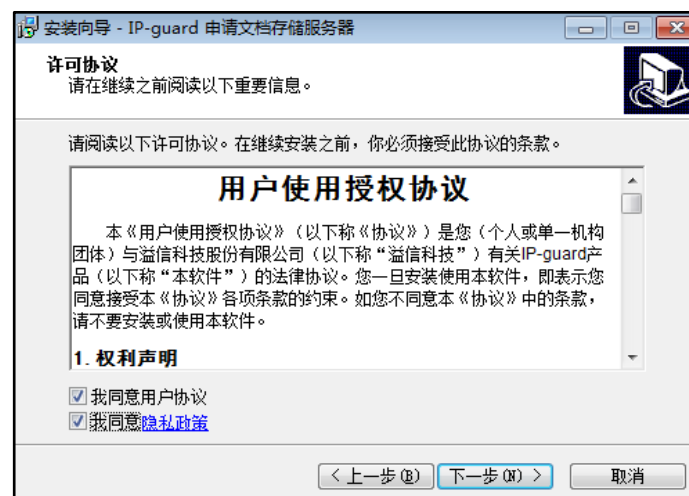 安装向导 - IP-guard 申请文档存储服务器
许可协议
请在继续之前阅读以下重要信息。
请阅读以下许可协议。在继续安装之前，你必须接受此协议的条款。
用户使用授权协议
本《用户使用授权协议》（以下称《协议》）是您（个人或单一机构
团体）与溢信科技股份有限公司（以下称“溢信科技”）有关IP-guard产
品（以下称“本软件”）的法律协议。您一旦安装使用本软件，即表示您
同意接受本《协议》各项条款的约束。如您不同意本《协议》中的条款，
请不要安装或使用本软件。
1. 权利声明
我同意用户协议
我同意隐私政策
< 上一步(B) 下一步(N) > 取消